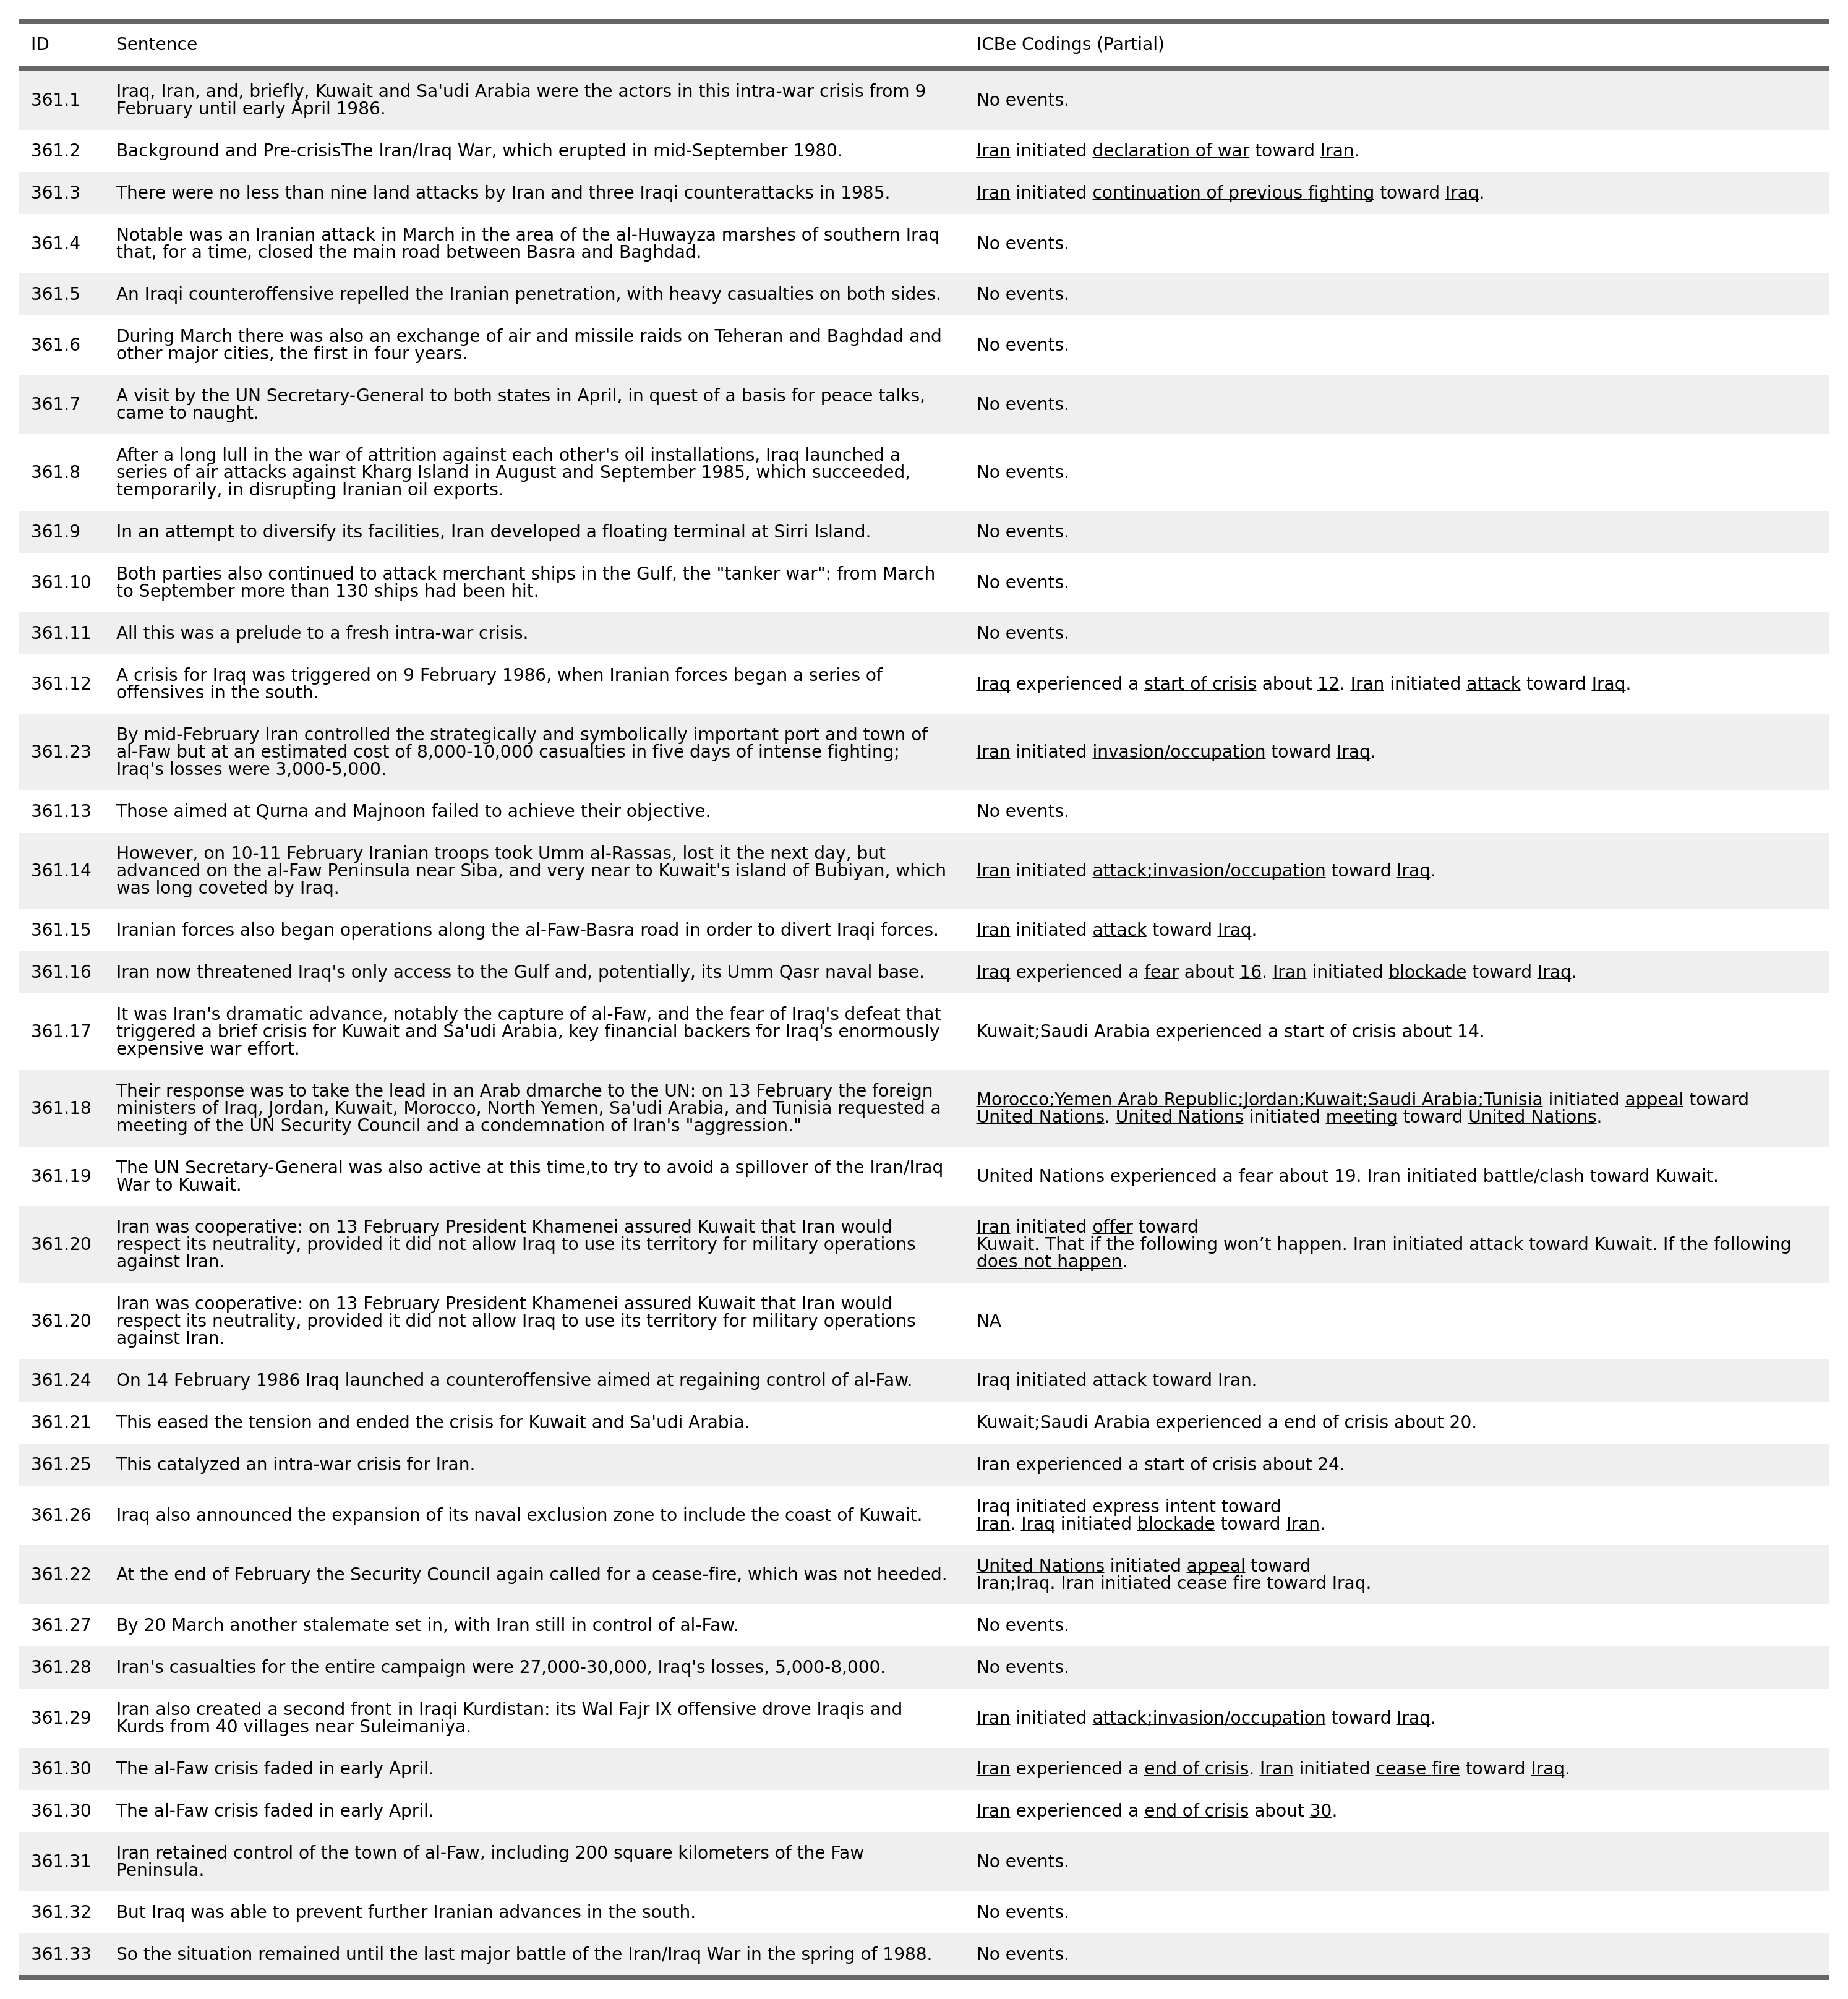 ID Sentence ICBe Codings (Partial)
361.1 Iraq, Iran, and, briefly, Kuwait and Sa'udi Arabia were the actors in this intra-war crisis from 9
February until early April 1986. No events.
361.2 Background and Pre-crisisThe Iran/Iraq War, which erupted in mid-September 1980. Iran initiated declaration of war toward Iran.
361.3 There were no less than nine land attacks by Iran and three Iraqi counterattacks in 1985. Iran initiated continuation of previous fighting toward Iraq.
361.4 Notable was an Iranian attack in March in the area of the al-Huwayza marshes of southern Iraq
that, for a time, closed the main road between Basra and Baghdad. No events.
361.5 An Iraqi counteroffensive repelled the Iranian penetration, with heavy casualties on both sides. No events.
361.6 During March there was also an exchange of air and missile raids on Teheran and Baghdad and
other major cities, the first in four years. No events.
361.7 A visit by the UN Secretary-General to both states in April, in quest of a basis for peace talks,
came to naught. No events.
361.8 After a long lull in the war of attrition against each other's oil installations, Iraq launched a
series of air attacks against Kharg Island in August and September 1985, which succeeded,
temporarily, in disrupting Iranian oil exports. No events.
361.9 In an attempt to diversify its facilities, Iran developed a floating terminal at Sirri Island. No events.
361.10 Both parties also continued to attack merchant ships in the Gulf, the "tanker war": from March
to September more than 130 ships had been hit. No events.
361.11 All this was a prelude to a fresh intra-war crisis. No events.
361.12 A crisis for Iraq was triggered on 9 February 1986, when Iranian forces began a series of
offensives in the south. Iraq experienced a start of crisis about 12. Iran initiated attack toward Iraq.
361.23 By mid-February Iran controlled the strategically and symbolically important port and town of
al-Faw but at an estimated cost of 8,000-10,000 casualties in five days of intense fighting;
Iraq's losses were 3,000-5,000. Iran initiated invasion/occupation toward Iraq.
361.13 Those aimed at Qurna and Majnoon failed to achieve their objective. No events.
361.14 However, on 10-11 February Iranian troops took Umm al-Rassas, lost it the next day, but
advanced on the al-Faw Peninsula near Siba, and very near to Kuwait's island of Bubiyan, which
was long coveted by Iraq. Iran initiated attack;invasion/occupation toward Iraq.
361.15 Iranian forces also began operations along the al-Faw-Basra road in order to divert Iraqi forces. Iran initiated attack toward Iraq.
361.16 Iran now threatened Iraq's only access to the Gulf and, potentially, its Umm Qasr naval base. Iraq experienced a fear about 16. Iran initiated blockade toward Iraq.
361.17 It was Iran's dramatic advance, notably the capture of al-Faw, and the fear of Iraq's defeat that
triggered a brief crisis for Kuwait and Sa'udi Arabia, key financial backers for Iraq's enormously
expensive war effort. Kuwait;Saudi Arabia experienced a start of crisis about 14.
361.18 Their response was to take the lead in an Arab dmarche to the UN: on 13 February the foreign
ministers of Iraq, Jordan, Kuwait, Morocco, North Yemen, Sa'udi Arabia, and Tunisia requested a
meeting of the UN Security Council and a condemnation of Iran's "aggression." Morocco;Yemen Arab Republic;Jordan;Kuwait;Saudi Arabia;Tunisia initiated appeal toward
United Nations. United Nations initiated meeting toward United Nations.
361.19 The UN Secretary-General was also active at this time,to try to avoid a spillover of the Iran/Iraq
War to Kuwait. United Nations experienced a fear about 19. Iran initiated battle/clash toward Kuwait.
361.20 Iran was cooperative: on 13 February President Khamenei assured Kuwait that Iran would
respect its neutrality, provided it did not allow Iraq to use its territory for military operations
against Iran. Iran initiated offer toward
Kuwait. That if the following won’t happen. Iran initiated attack toward Kuwait. If the following
does not happen.
361.20 Iran was cooperative: on 13 February President Khamenei assured Kuwait that Iran would
respect its neutrality, provided it did not allow Iraq to use its territory for military operations
against Iran. NA
361.24 On 14 February 1986 Iraq launched a counteroffensive aimed at regaining control of al-Faw. Iraq initiated attack toward Iran.
361.21 This eased the tension and ended the crisis for Kuwait and Sa'udi Arabia. Kuwait;Saudi Arabia experienced a end of crisis about 20.
361.25 This catalyzed an intra-war crisis for Iran. Iran experienced a start of crisis about 24.
361.26 Iraq also announced the expansion of its naval exclusion zone to include the coast of Kuwait. Iraq initiated express intent toward
Iran. Iraq initiated blockade toward Iran.
361.22 At the end of February the Security Council again called for a cease-fire, which was not heeded. United Nations initiated appeal toward
Iran;Iraq. Iran initiated cease fire toward Iraq.
361.27 By 20 March another stalemate set in, with Iran still in control of al-Faw. No events.
361.28 Iran's casualties for the entire campaign were 27,000-30,000, Iraq's losses, 5,000-8,000. No events.
361.29 Iran also created a second front in Iraqi Kurdistan: its Wal Fajr IX offensive drove Iraqis and
Kurds from 40 villages near Suleimaniya. Iran initiated attack;invasion/occupation toward Iraq.
361.30 The al-Faw crisis faded in early April. Iran experienced a end of crisis. Iran initiated cease fire toward Iraq.
361.30 The al-Faw crisis faded in early April. Iran experienced a end of crisis about 30.
361.31 Iran retained control of the town of al-Faw, including 200 square kilometers of the Faw
Peninsula. No events.
361.32 But Iraq was able to prevent further Iranian advances in the south. No events.
361.33 So the situation remained until the last major battle of the Iran/Iraq War in the spring of 1988. No events.